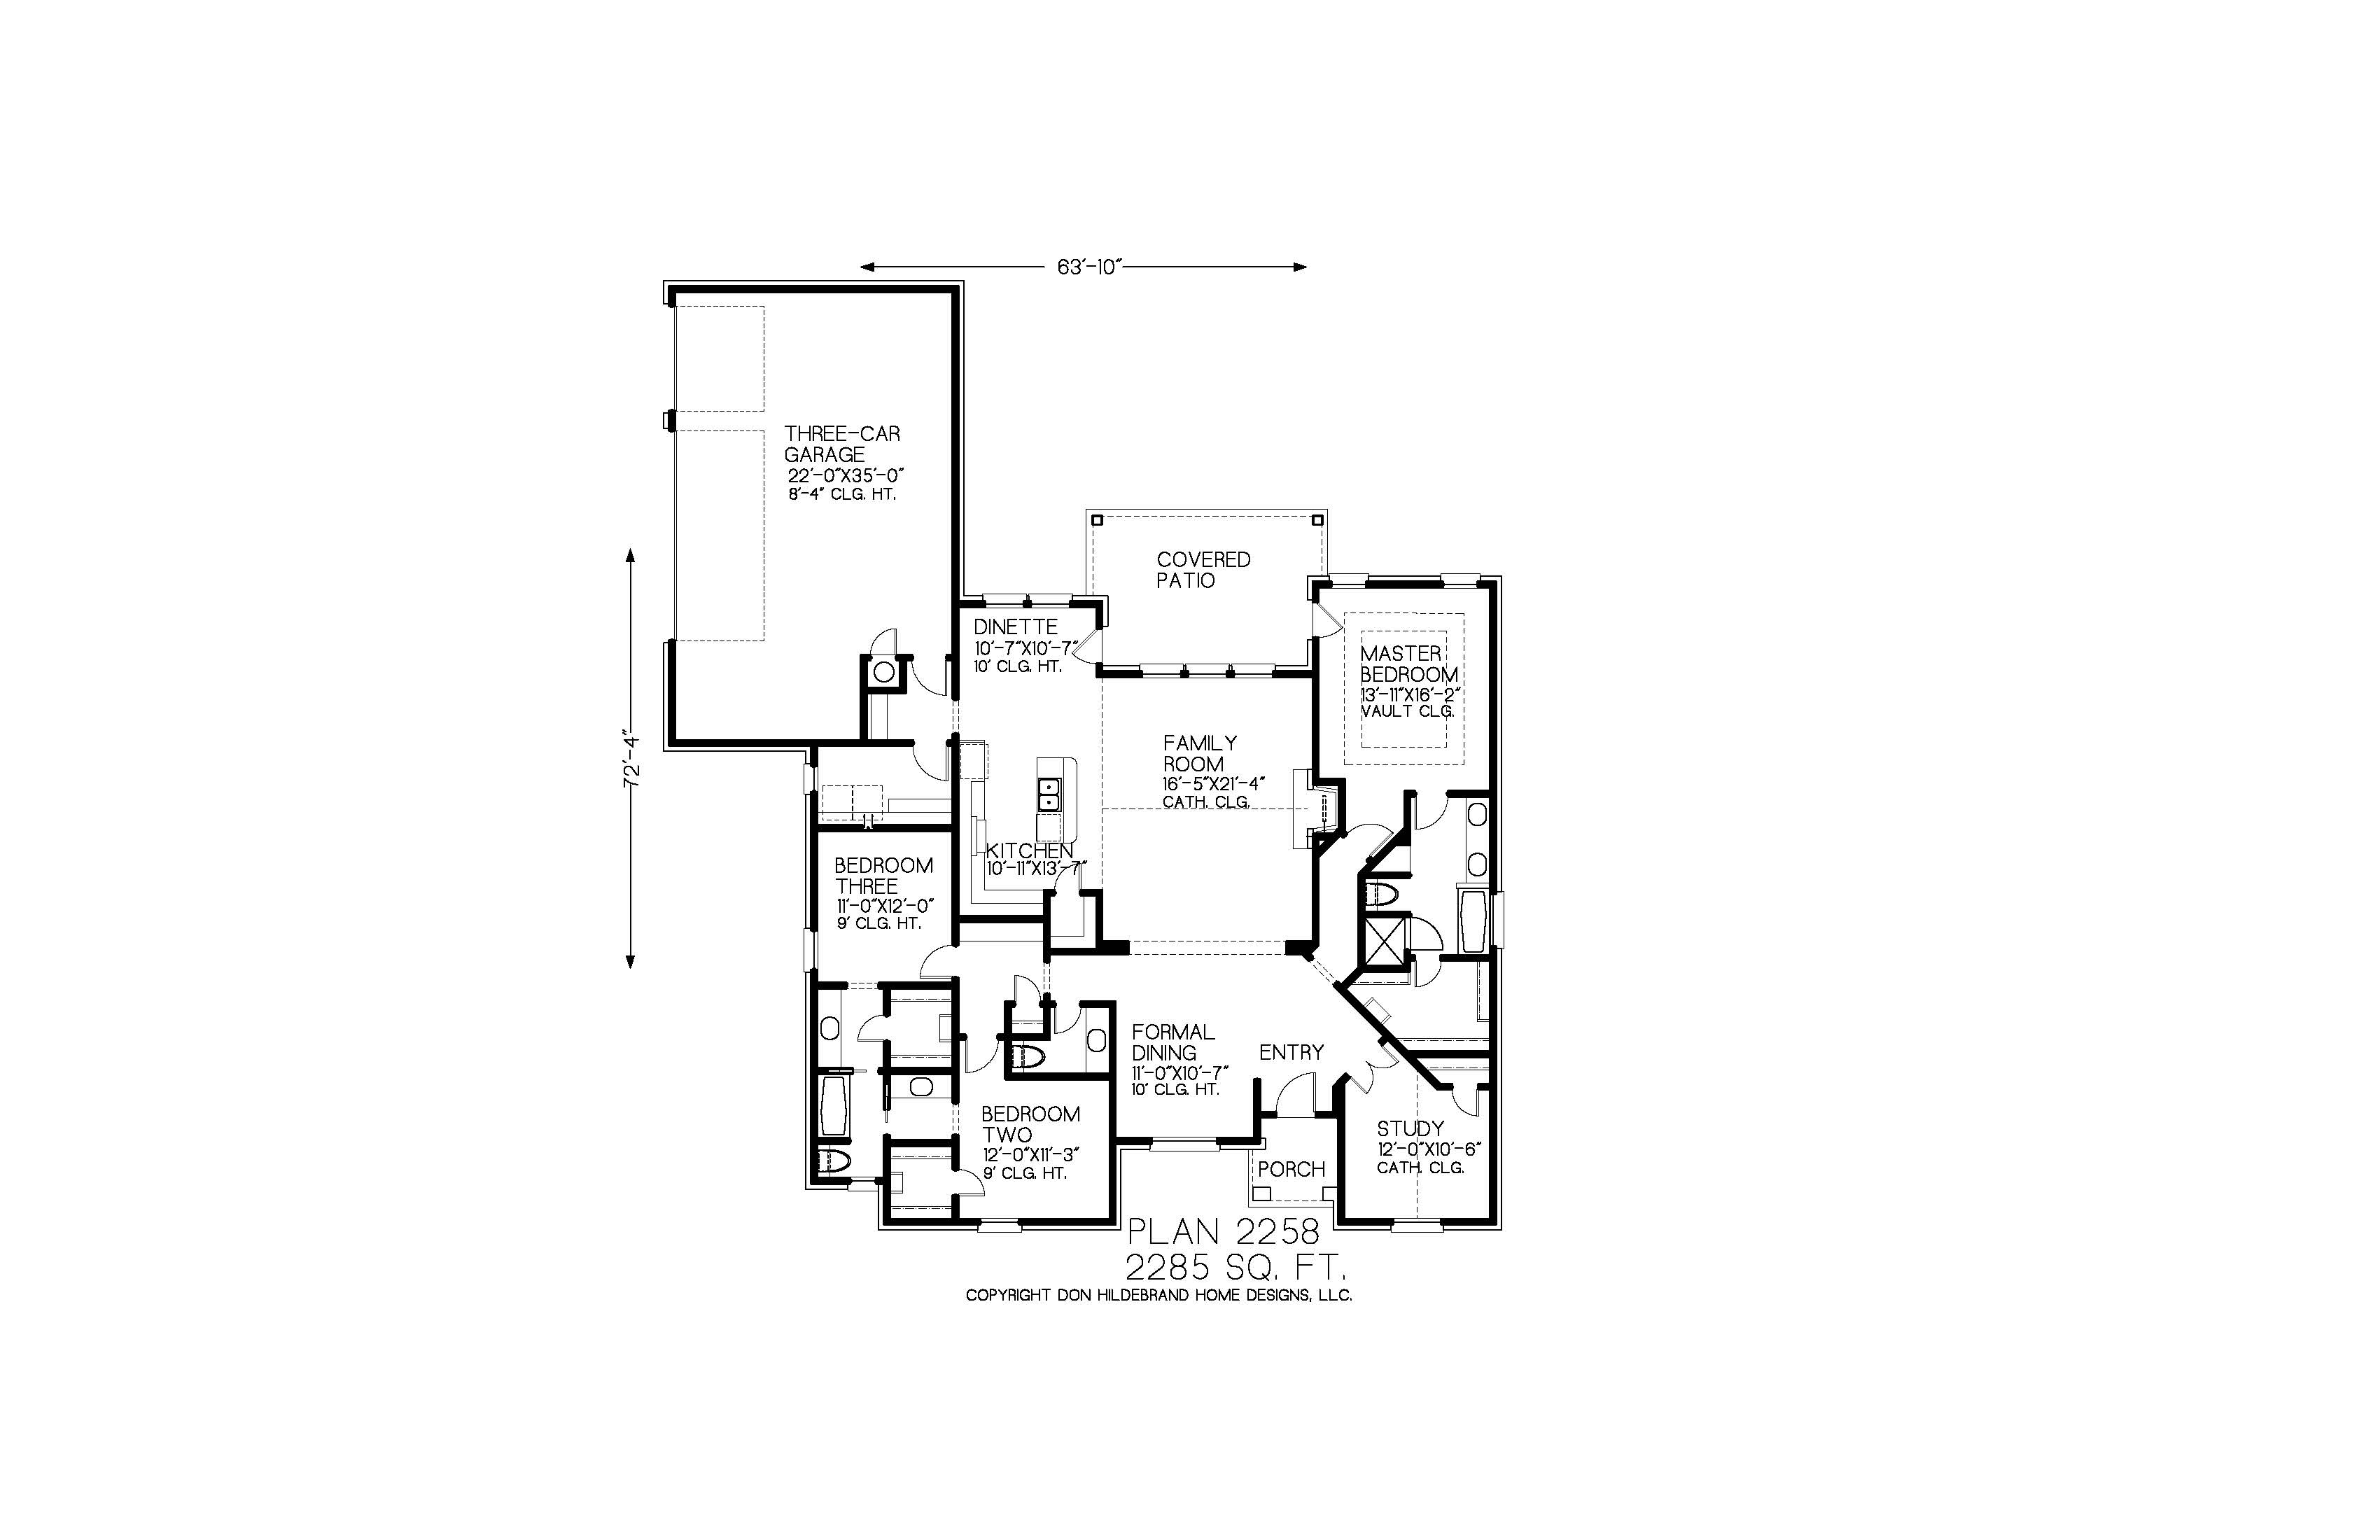 63'-10"
THREE-CAR
GARAGE
22'-0"X35'-0"
8'-4" CLG. HT.
COVERED
PATIO
DINETTE
10'-7"X10'-7"
10' CLG. HT.
MASTER
BEDROOM
13'-11"X16'-2"
VAULT CLG.
72'-4"
FAMILY
ROOM
16'-5"X21'-4"
CATH. CLG.
KITCHEN
10'-11"X13'-7"
BEDROOM
THREE
11'-0"X12'-0"
9' CLG. HT.
FORMAL
DINING
11'-0"X10'-7"
10' CLG. HT.
ENTRY
BEDROOM
TWO
12'-0"X11'-3"
9' CLG. HT.
STUDY
12'-0"X10'-6"
CATH. CLG.
PORCH
PLAN 2258
2285 SQ. FT.
COPYRIGHT DON HILDEBRAND HOME DESIGNS, LLC.